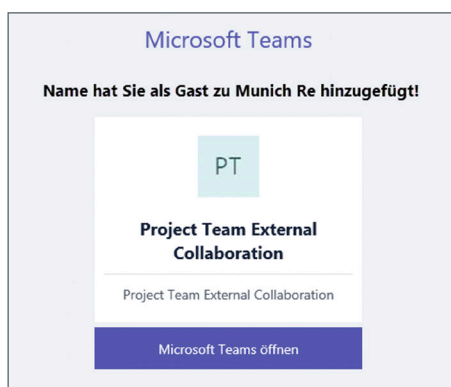 Microsoft Teams
Name hat Sie als Gast zu Munich Re hinzugefügt!
PT
Project Team External
Collaboration
Project Team External Collaboration
Microsoft Teams öffnen